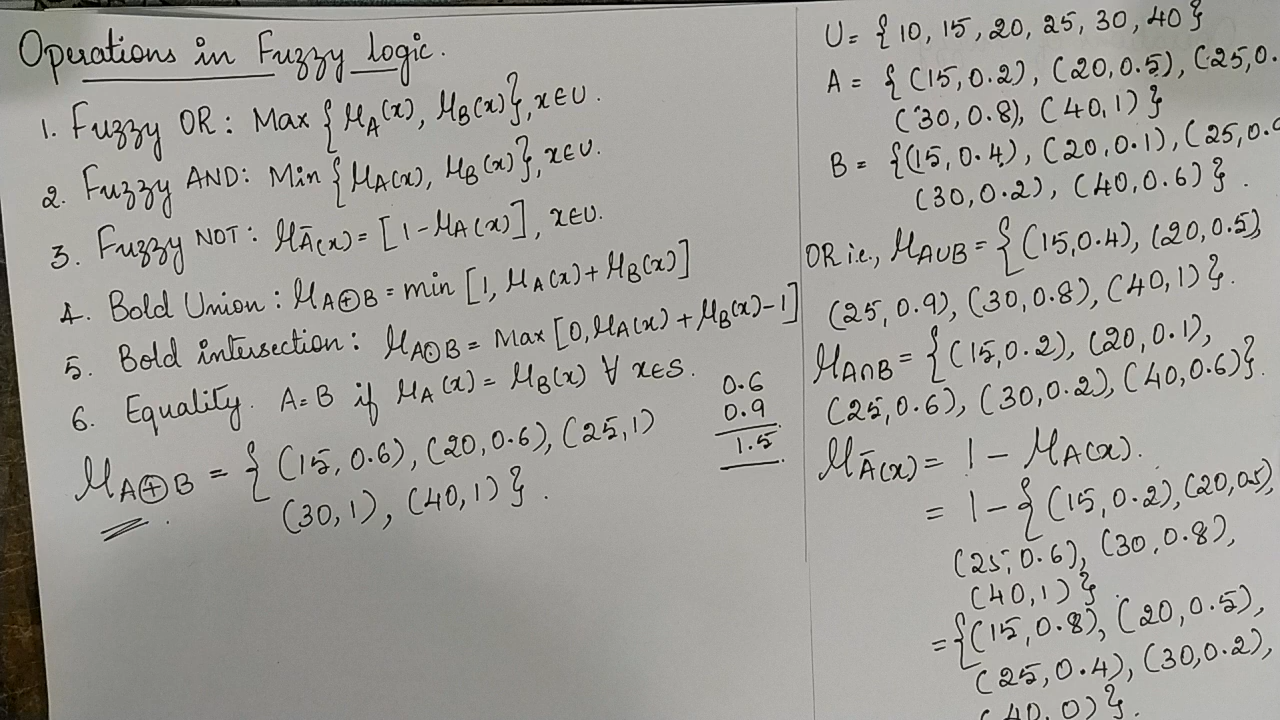 Operations in Fuzzy logic.
1. Fuzzy OR: Max {μA(x), μB(x)}, x∈U.
2. Fuzzy AND: Min {μA(x), μB(x)}, x∈U.
3. Fuzzy NOT: μĀ(x) = [1-μA(x)], x∈U.
4. Bold Union: μA⊕B = min [1, μA(x) + μB(x)]
5. Bold intersection: μA⊙B = Max [0, μA(x) + μB(x)-1]
6. Equality. A=B if μA(x) = μB(x) ∀ x∈S.
μA⊕B = { (15, 0.6), (20, 0.6), (25, 1)
(30, 1), (40, 1) }.
0.6
0.9
1.5
U = { 10, 15, 20, 25, 30, 40 }
A = { (15, 0.2), (20, 0.5), (25, 0.
(30, 0.8), (40, 1) }
B = {(15, 0.4), (20, 0.1), (25, 0.9
(30, 0.2), (40, 0.6) }.
OR i.e., μA∪B = { (15, 0.4), (20, 0.5),
(25, 0.9), (30, 0.8), (40, 1) }.
μA∩B = { (15, 0.2), (20, 0.1),
(25, 0.6), (30, 0.2), (40, 0.6) }.
μĀ(x) = 1 - μA(x).
= 1 - { (15, 0.2), (20, 0.5),
(25, 0.6), (30, 0.8),
(40, 1) }
= {(15, 0.8), (20, 0.5),
(25, 0.4), (30, 0.2),
(40, 0) }.